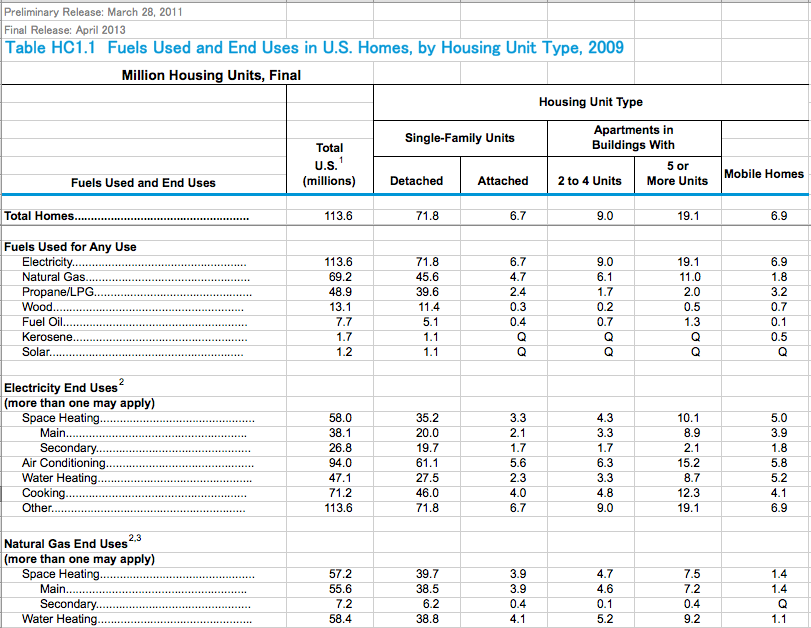 Preliminary Release: March 28, 2011
Final Release: April 2013
Table HC1.1 Fuels Used and End Uses in U.S. Homes, by Housing Unit Type, 2009
Million Housing Units, Final
Housing Unit Type
Single-Family Units
Apartments in
Buildings With
Total
U.S.1
(millions)
Fuels Used and End Uses
Detached
Attached
2 to 4 Units
5 or
More Units
Mobile Homes
Total Homes 113.6 71.8 6.7 9.0 19.1 6.9
Fuels Used for Any Use
Electricity 113.6 71.8 6.7 9.0 19.1 6.9
Natural Gas 69.2 45.6 4.7 6.1 11.0 1.8
Propane/LPG 48.9 39.6 2.4 1.7 2.0 3.2
Wood 13.1 11.4 0.3 0.2 0.5 0.7
Fuel Oil 7.7 5.1 0.4 0.7 1.3 0.1
Kerosene 1.7 1.1 Q Q Q 0.5
Solar 1.2 1.1 Q Q Q Q
Electricity End Uses2
(more than one may apply)
Space Heating 58.0 35.2 3.3 4.3 10.1 5.0
Main 38.1 20.0 2.1 3.3 8.9 3.9
Secondary 26.8 19.7 1.7 1.7 2.1 1.8
Air Conditioning 94.0 61.1 5.6 6.3 15.2 5.8
Water Heating 47.1 27.5 2.3 3.3 8.7 5.2
Cooking 71.2 46.0 4.0 4.8 12.3 4.1
Other 113.6 71.8 6.7 9.0 19.1 6.9
Natural Gas End Uses2,3
(more than one may apply)
Space Heating 57.2 39.7 3.9 4.7 7.5 1.4
Main 55.6 38.5 3.9 4.6 7.2 1.4
Secondary 7.2 6.2 0.4 0.1 0.4 Q
Water Heating 58.4 38.8 4.1 5.2 9.2 1.1